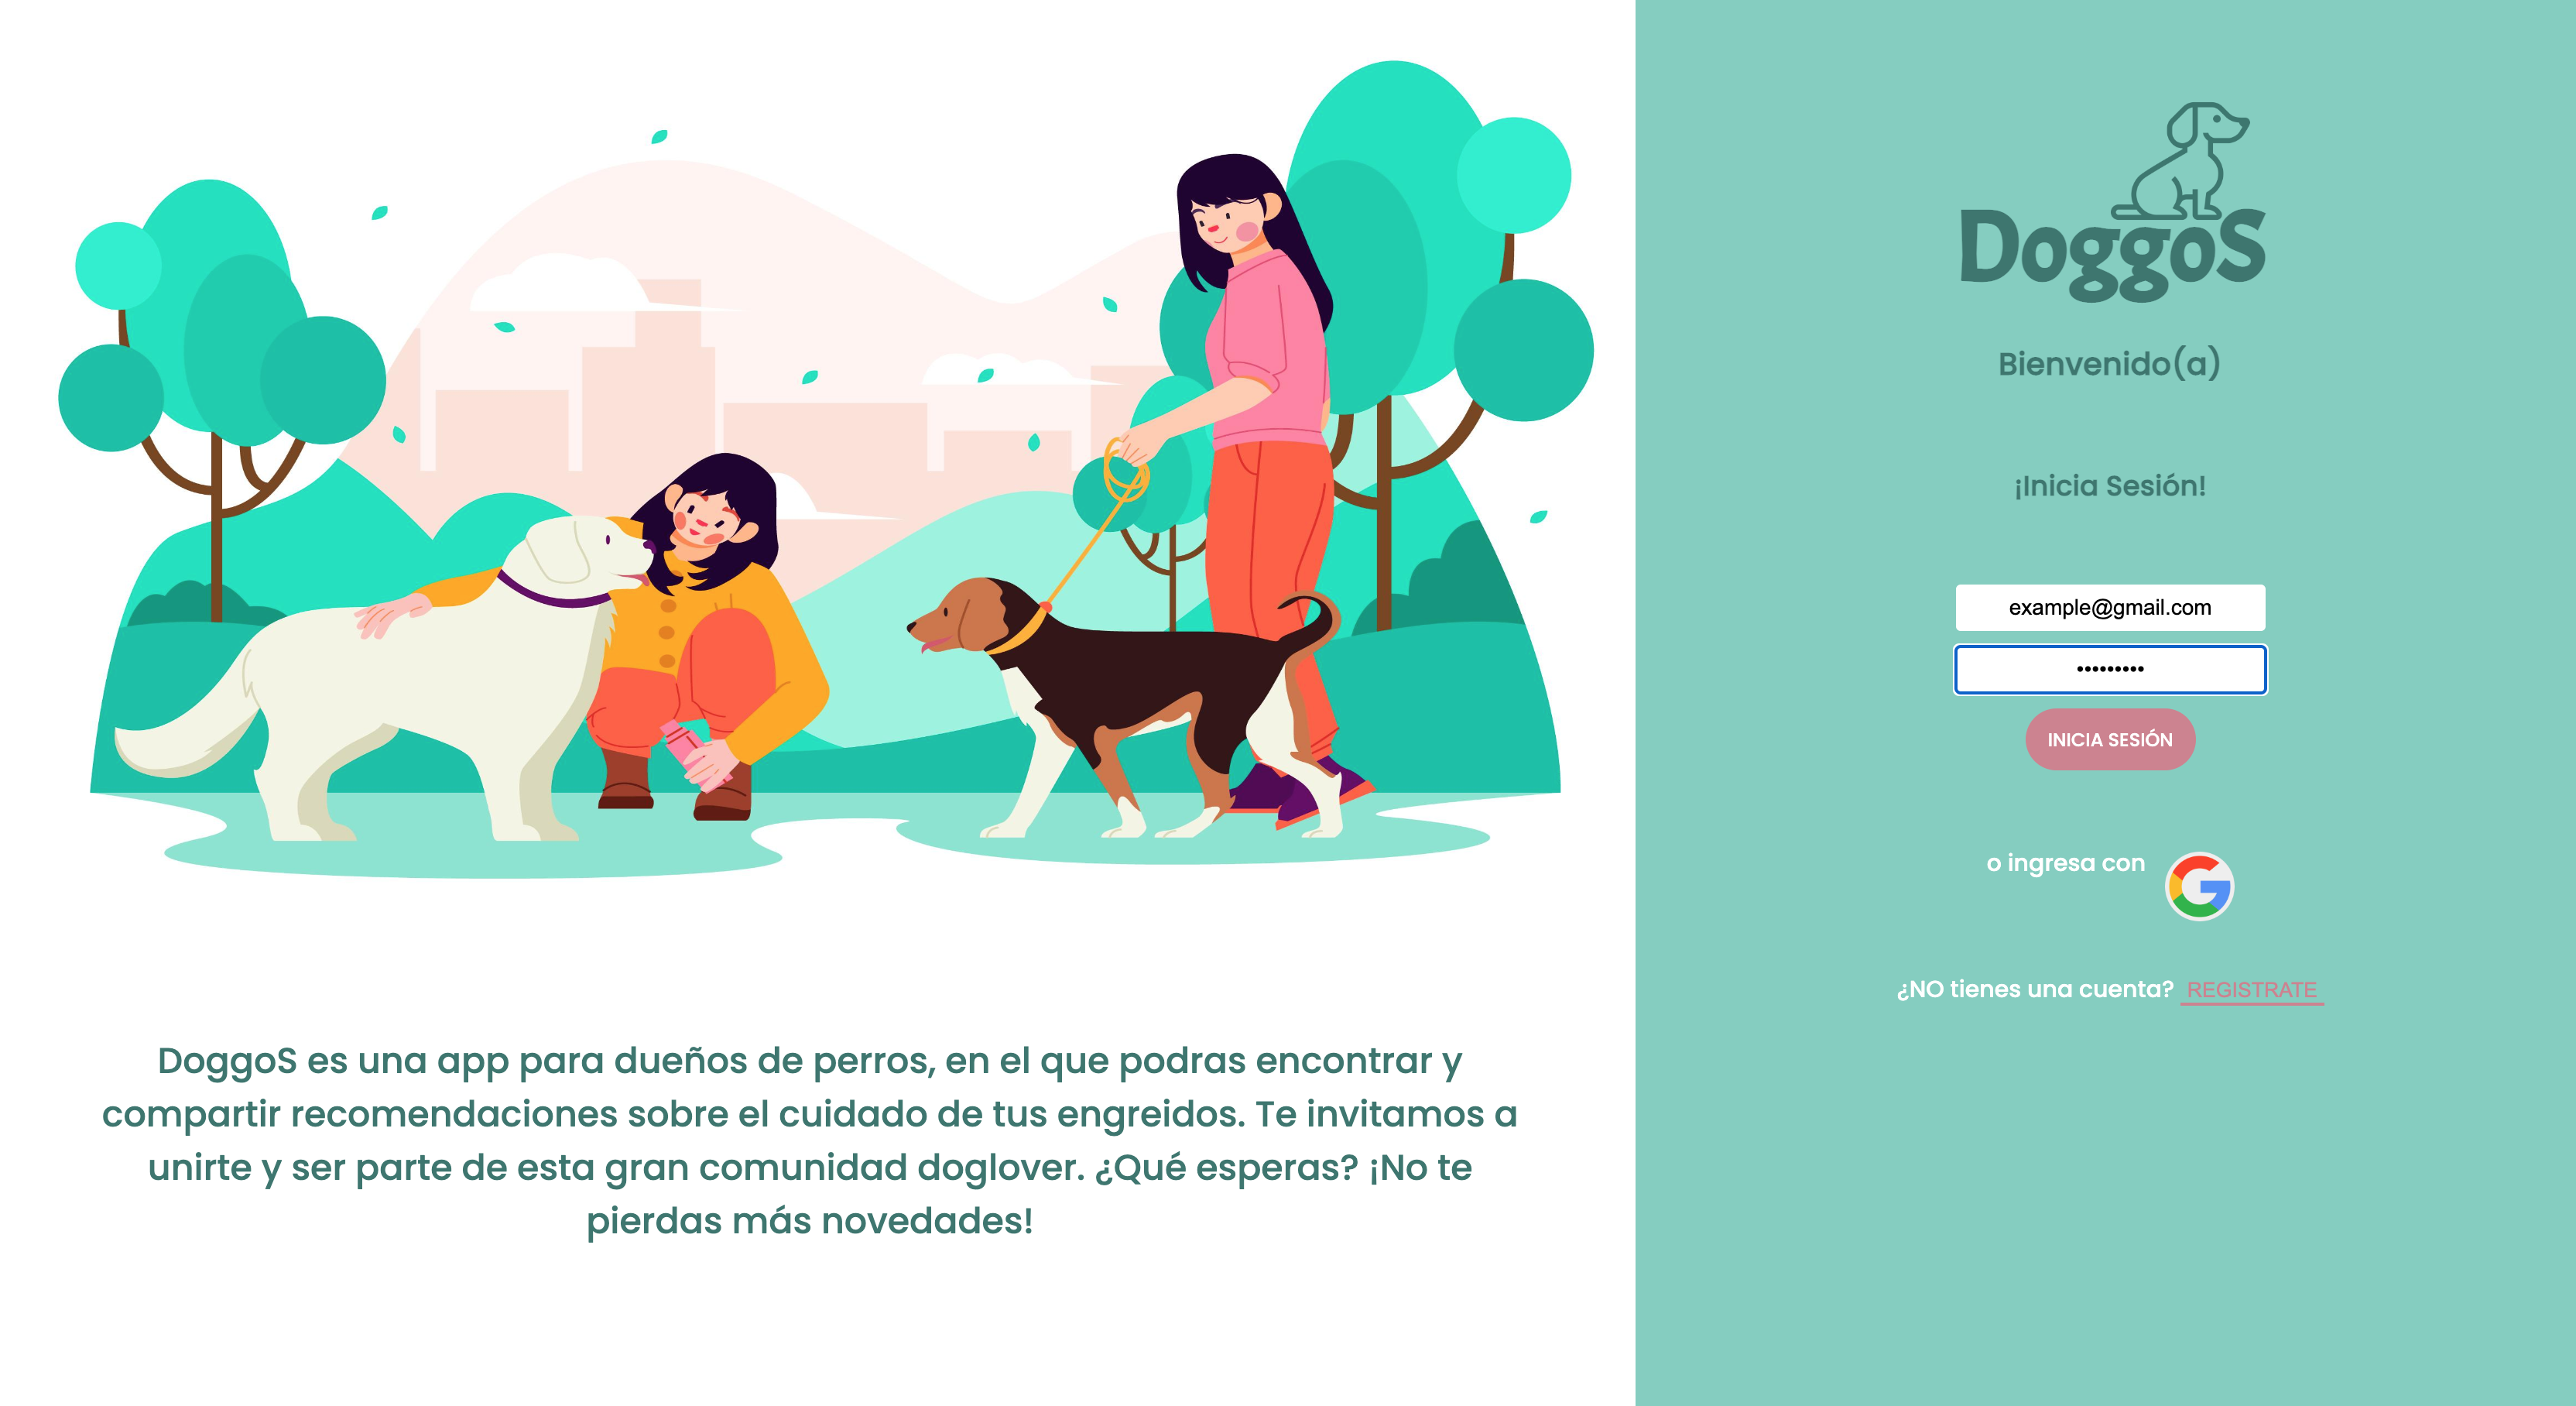 DoggoS es una app para dueños de perros, en el que podras encontrar y
compartir recomendaciones sobre el cuidado de tus engreidos. Te invitamos a
unirte y ser parte de esta gran comunidad doglover. ¿Qué esperas? ¡No te
pierdas más novedades!
DoggoS
Bienvenido(a)
¡Inicia Sesión!
example@gmail.com
•••••••••
INICIA SESIÓN
o ingresa con G
¿NO tienes una cuenta? REGISTRATE